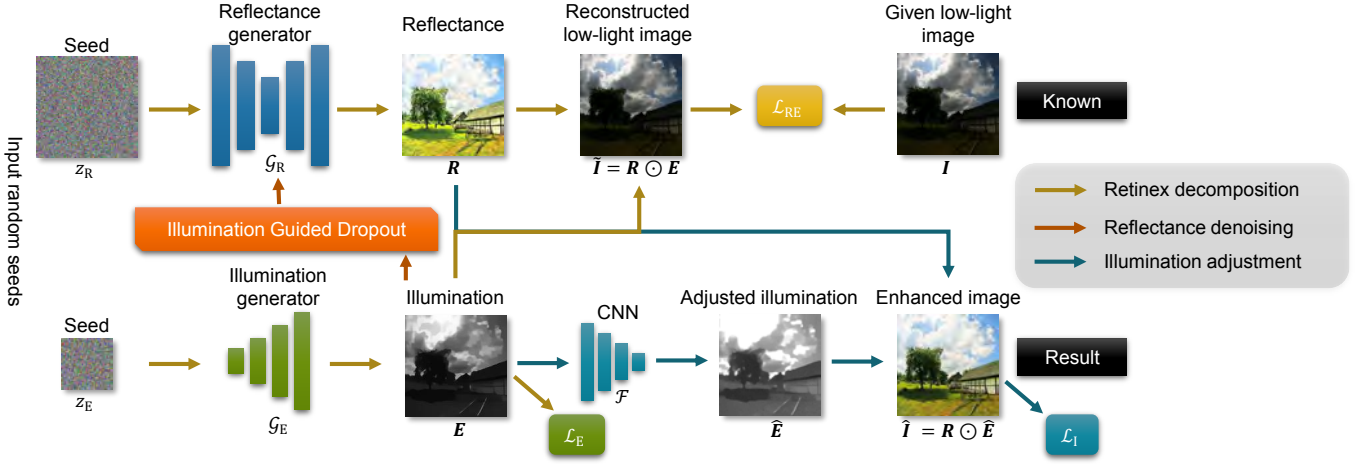 Input random seeds
Seed
z_R
Reflectance
generator
𝒢_R
Reflectance
R
Reconstructed
low-light image
Ĩ = R ⊙ E
ℒ_RE
Given low-light
image
I
Known
Illumination Guided Dropout
Retinex decomposition
Reflectance denoising
Illumination adjustment
Seed
z_E
Illumination
generator
𝒢_E
Illumination
E
ℒ_E
CNN
ℱ
Adjusted illumination
Ê
Enhanced image
Î = R ⊙ Ê
Result
ℒ_I